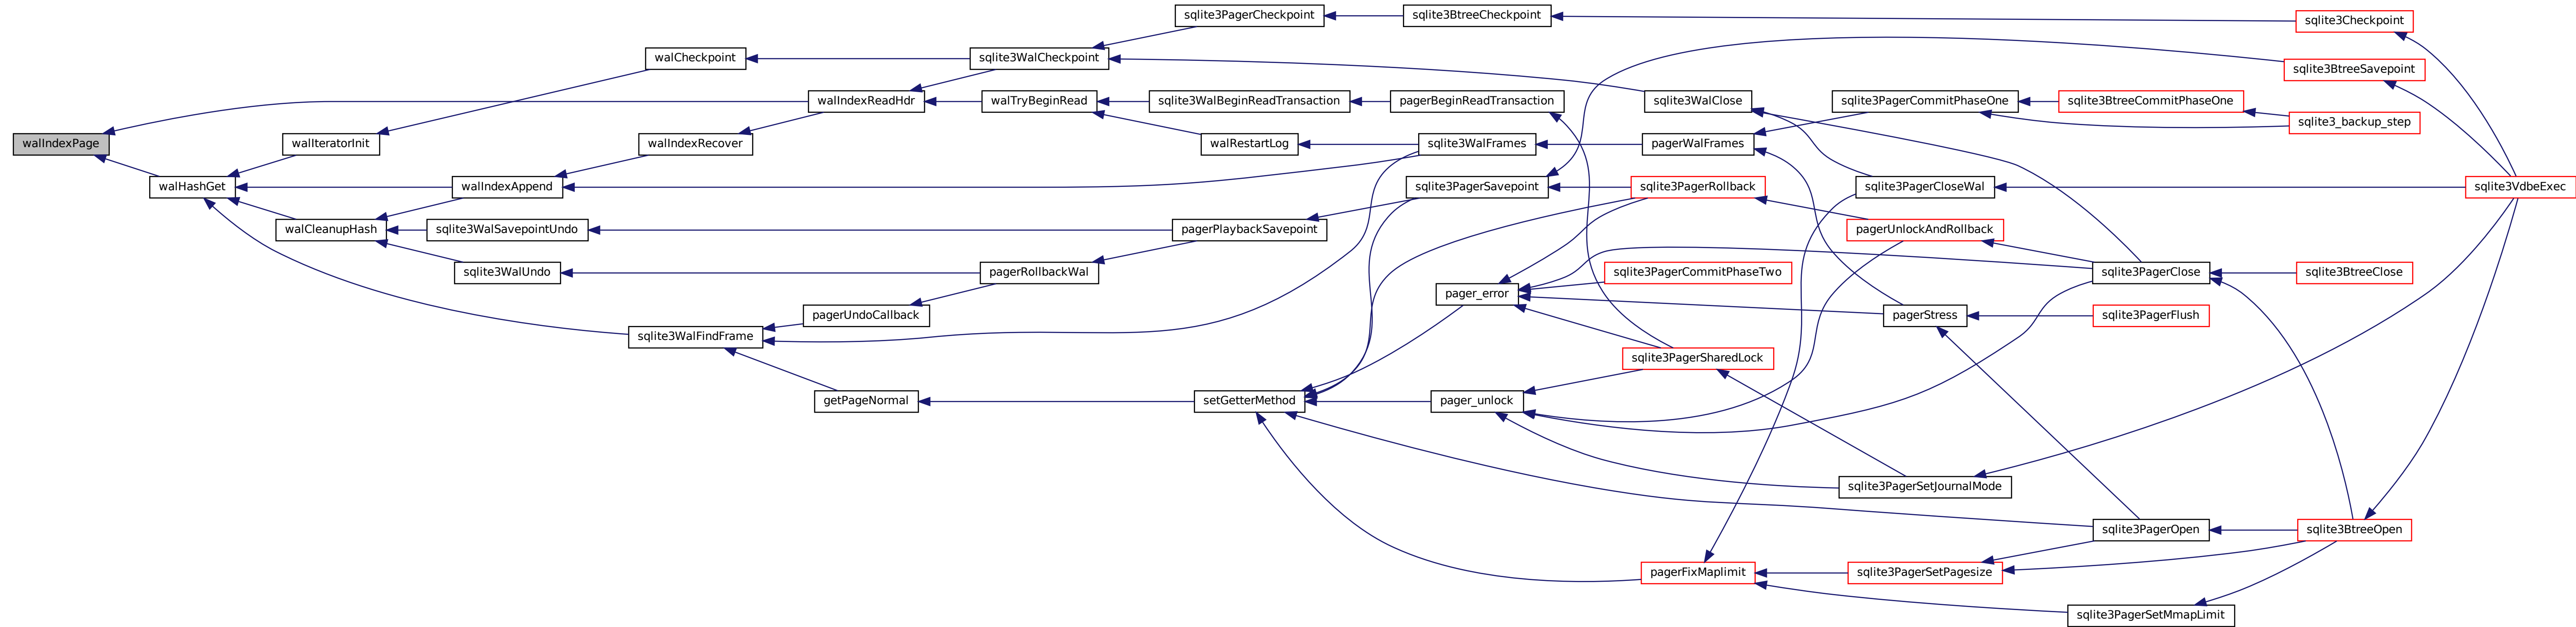 sqlite3PagerCheckpoint
sqlite3BtreeCheckpoint
sqlite3Checkpoint
walCheckpoint
sqlite3WalCheckpoint
sqlite3BtreeSavepoint
walIndexReadHdr
walTryBeginRead
sqlite3WalBeginReadTransaction
pagerBeginReadTransaction
sqlite3WalClose
sqlite3PagerCommitPhaseOne
sqlite3BtreeCommitPhaseOne
sqlite3_backup_step
walIndexPage
walIteratorInit
walIndexRecover
walRestartLog
sqlite3WalFrames
pagerWalFrames
walHashGet
walIndexAppend
sqlite3PagerSavepoint
sqlite3PagerRollback
sqlite3PagerCloseWal
sqlite3VdbeExec
walCleanupHash
sqlite3WalSavepointUndo
pagerPlaybackSavepoint
pagerUnlockAndRollback
sqlite3WalUndo
pagerRollbackWal
sqlite3PagerCommitPhaseTwo
sqlite3PagerClose
sqlite3BtreeClose
pager_error
pagerUndoCallback
pagerStress
sqlite3PagerFlush
sqlite3WalFindFrame
sqlite3PagerSharedLock
getPageNormal
setGetterMethod
pager_unlock
sqlite3PagerSetJournalMode
sqlite3PagerOpen
sqlite3BtreeOpen
pagerFixMaplimit
sqlite3PagerSetPagesize
sqlite3PagerSetMmapLimit